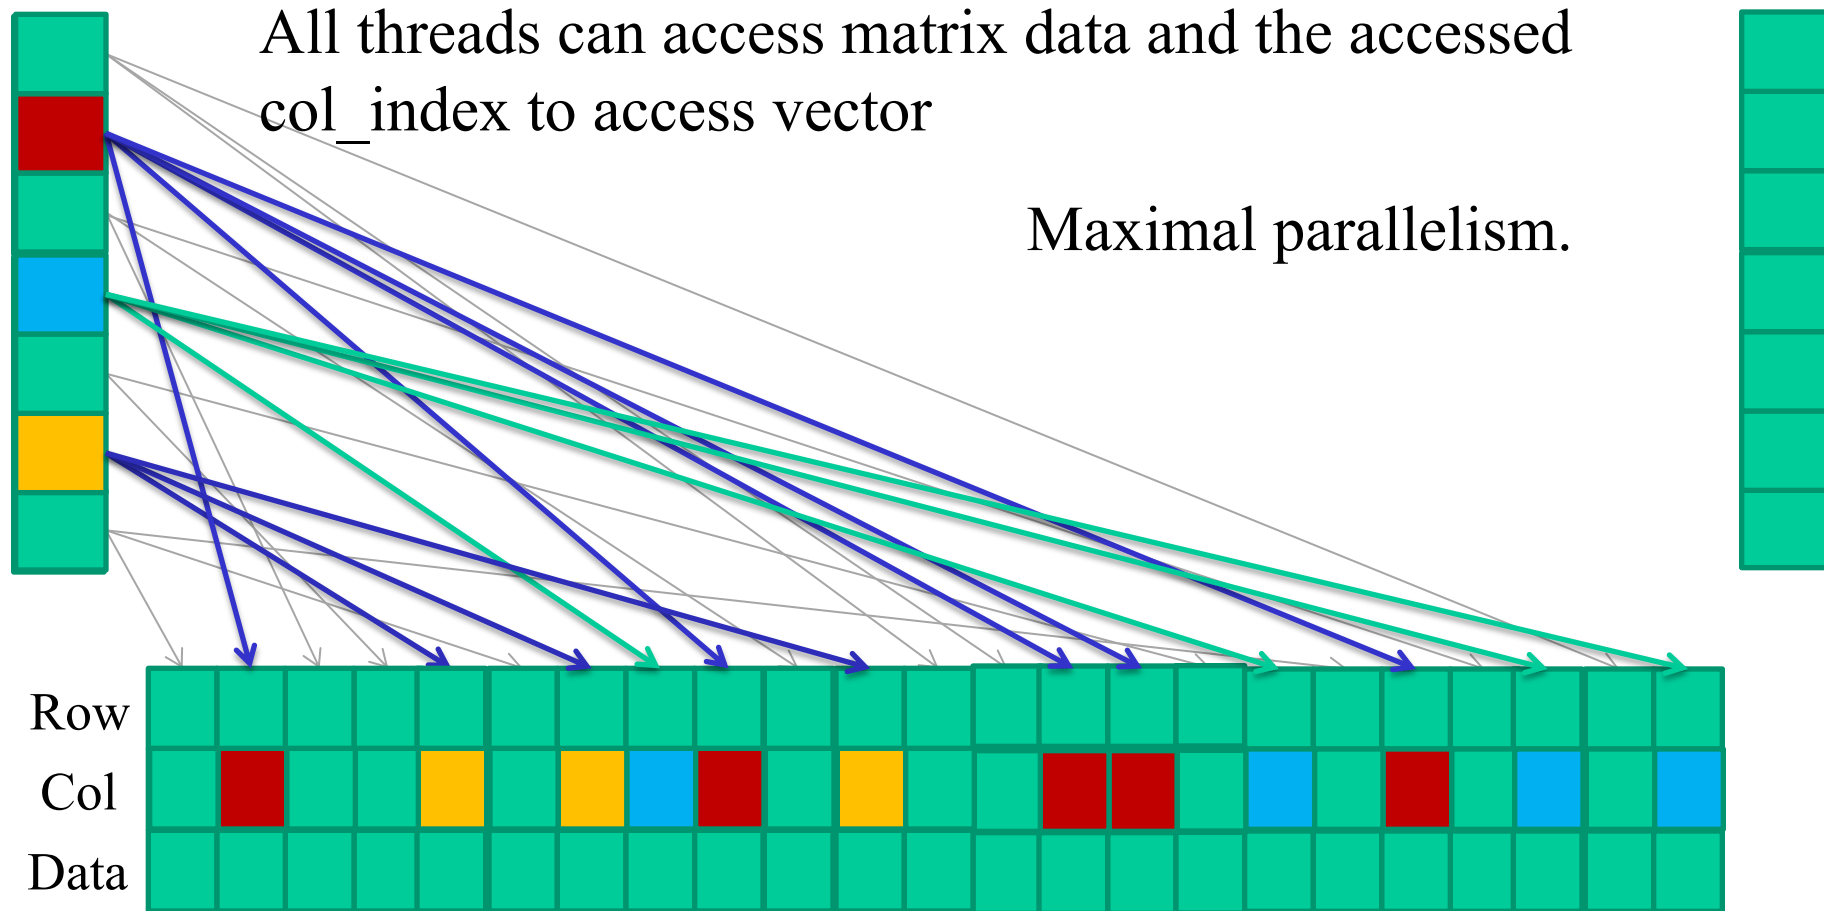 All threads can access matrix data and the accessed
col_index to access vector
Maximal parallelism.
Row
Col
Data